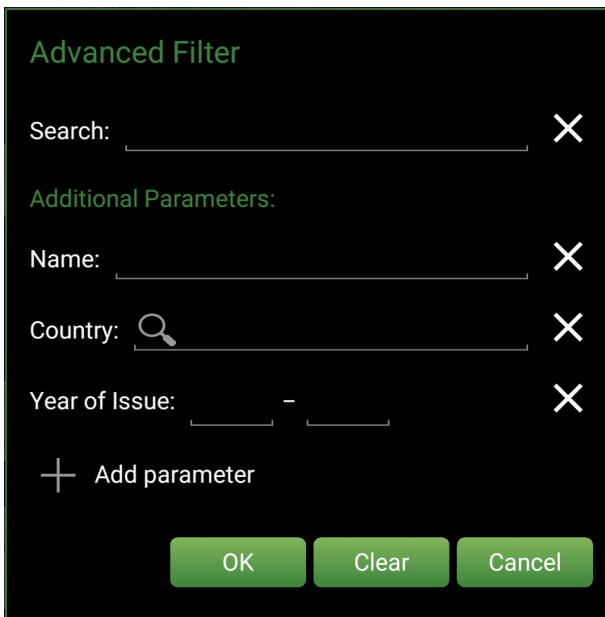 Advanced Filter
Search:
Additional Parameters:
Name:
Country:
Year of Issue: –
Add parameter
OK Clear Cancel